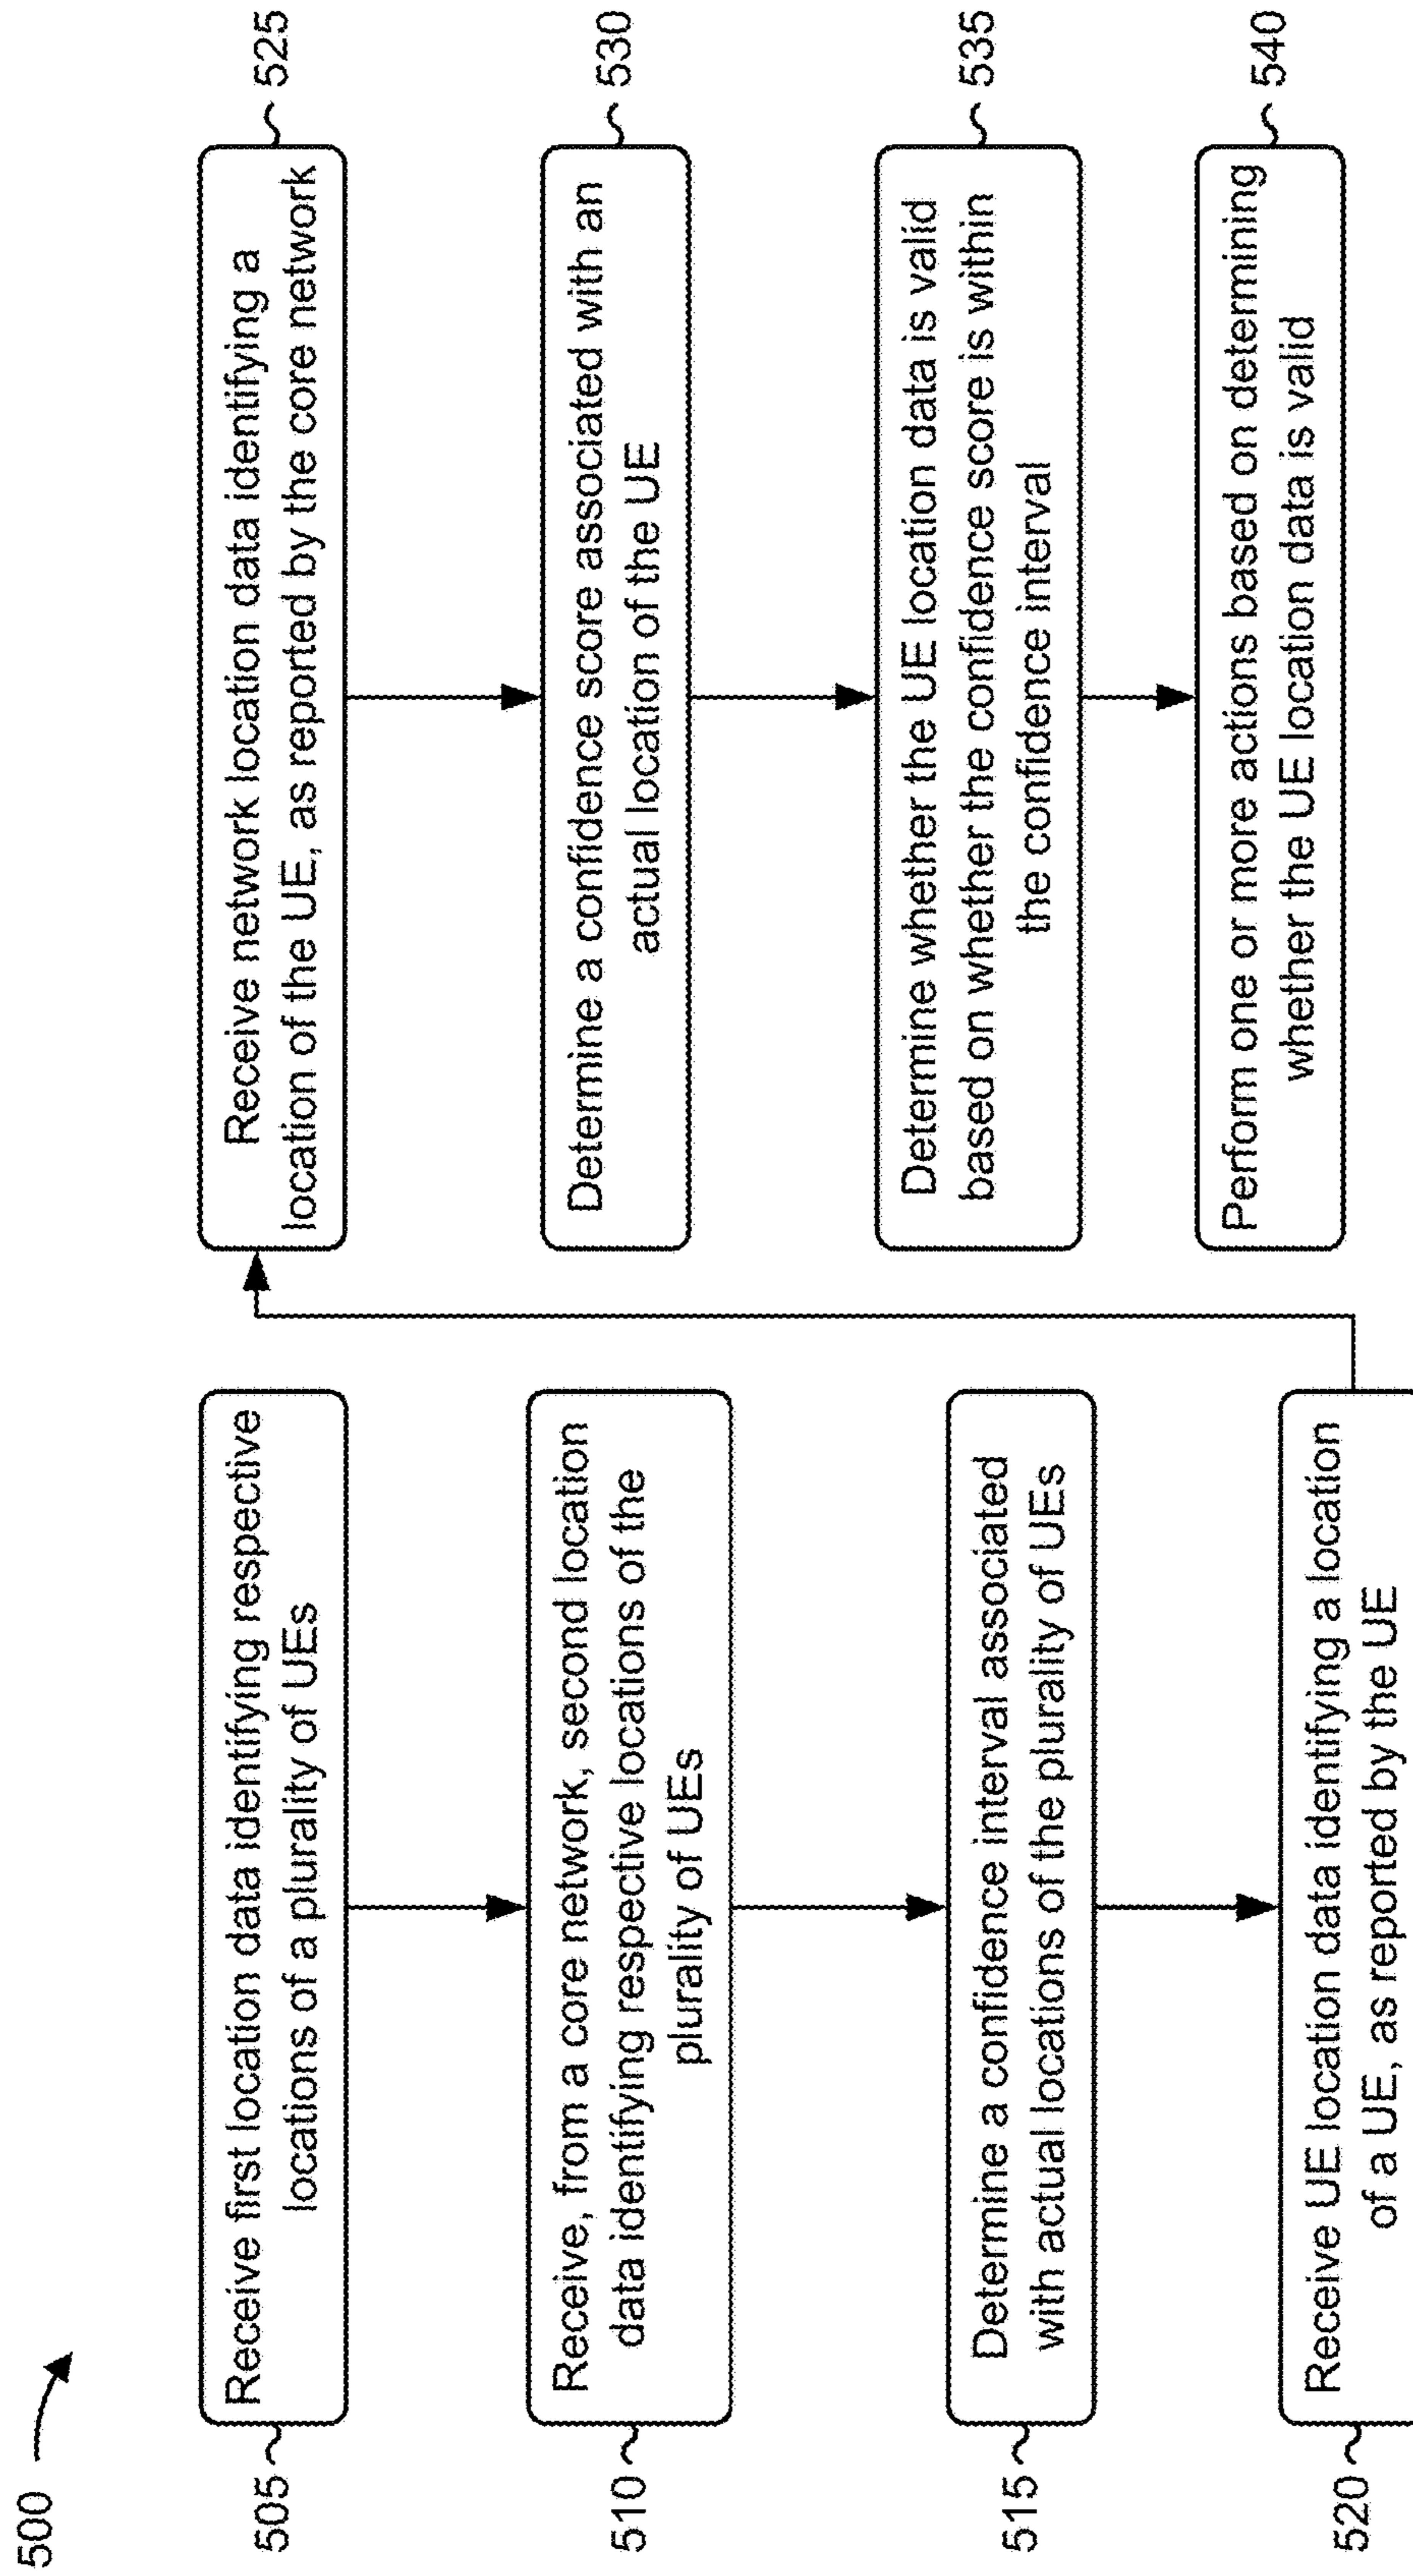 500
505
Receive first location data identifying respective
locations of a plurality of UEs
510
Receive, from a core network, second location
data identifying respective locations of the
plurality of UEs
515
Determine a confidence interval associated
with actual locations of the plurality of UEs
520
Receive UE location data identifying a location
of a UE, as reported by the UE
525
Receive network location data identifying a
location of the UE, as reported by the core network
530
Determine a confidence score associated with an
actual location of the UE
535
Determine whether the UE location data is valid
based on whether the confidence score is within
the confidence interval
540
Perform one or more actions based on determining
whether the UE location data is valid